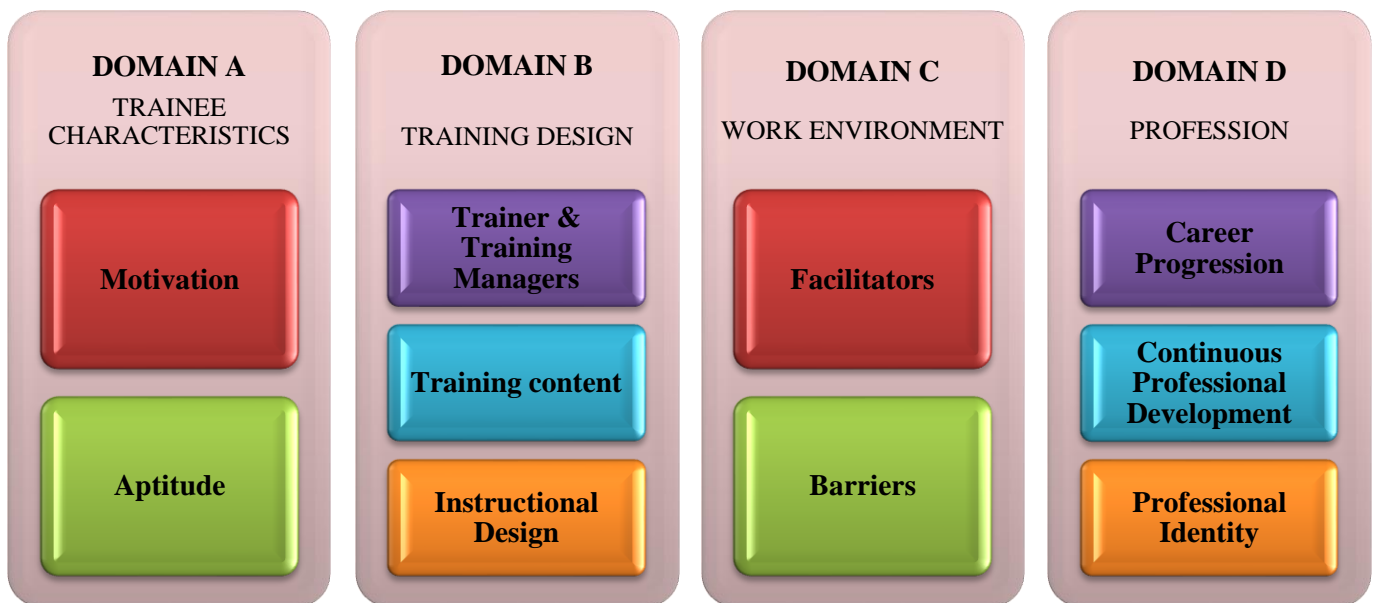 DOMAIN A
TRAINEE
CHARACTERISTICS
Motivation
Aptitude
DOMAIN B
TRAINING DESIGN
Trainer &
Training
Managers
Training content
Instructional
Design
DOMAIN C
WORK ENVIRONMENT
Facilitators
Barriers
DOMAIN D
PROFESSION
Career
Progression
Continuous
Professional
Development
Professional
Identity